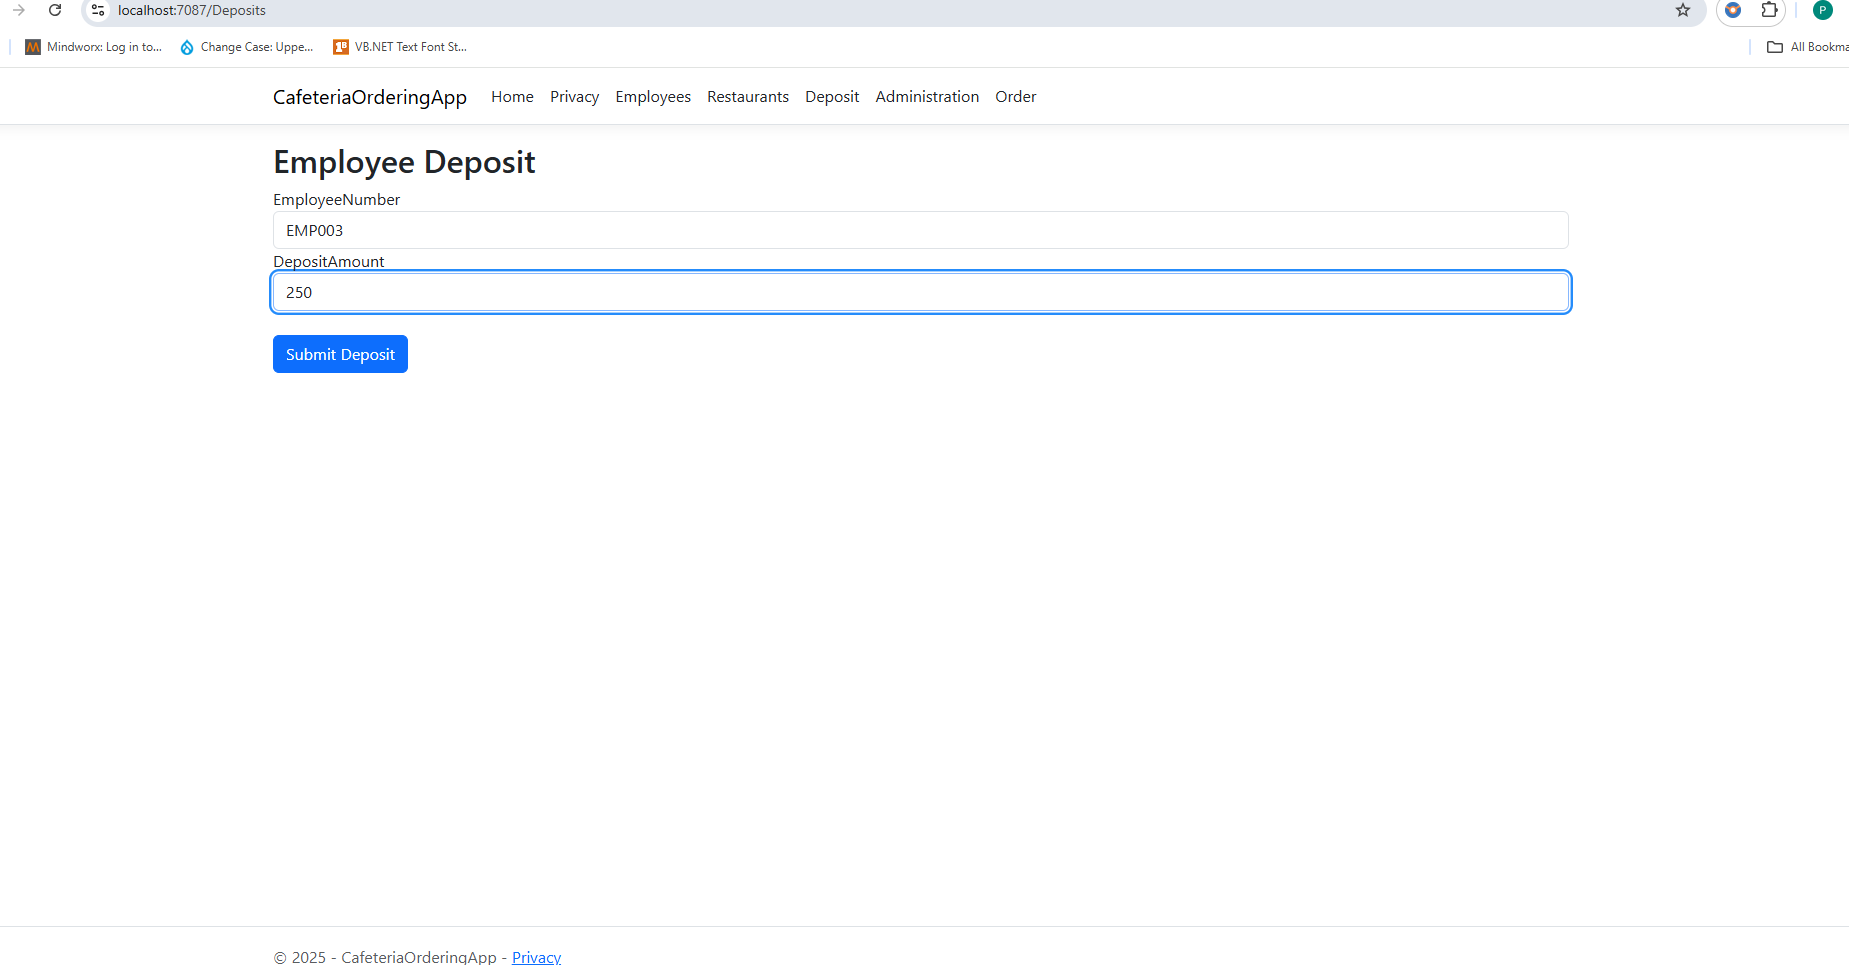 localhost:7087/Deposits
P
Mindworx: Log in to... Change Case: Uppe... VB.NET Text Font St... All Bookma
CafeteriaOrderingApp Home Privacy Employees Restaurants Deposit Administration Order
Employee Deposit
EmployeeNumber
EMP003
DepositAmount
250
Submit Deposit
© 2025 - CafeteriaOrderingApp - Privacy